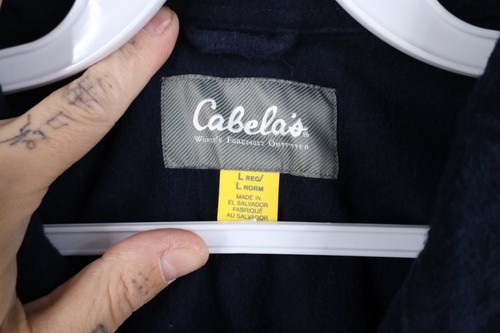 Cabela's
World's Foremost Outfitter
L REG/
L NORM
MADE IN
EL SALVADOR
FABRIQUÉ
AU SALVADOR